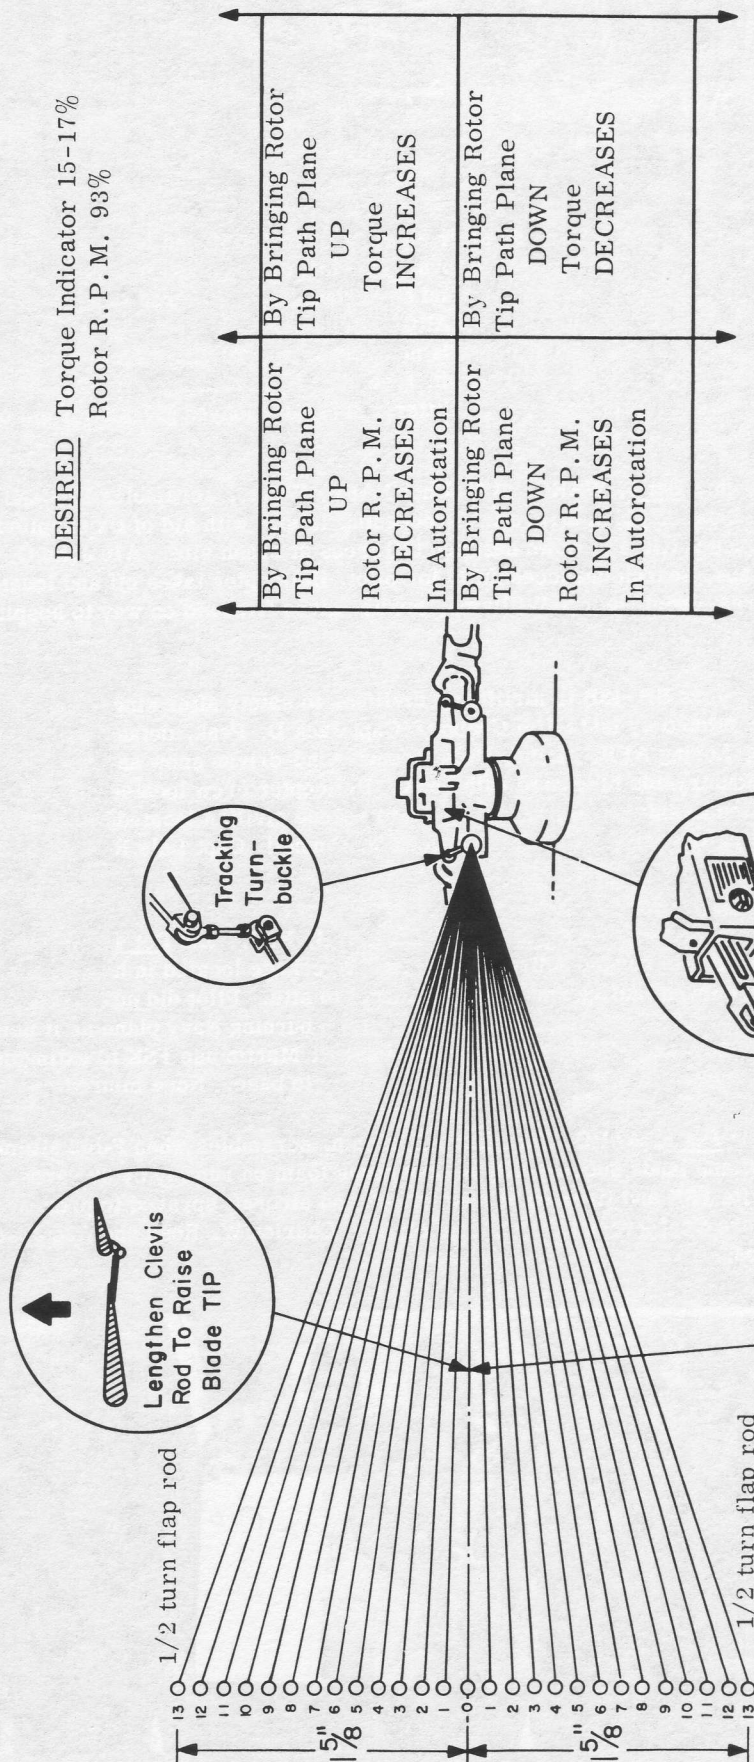 DESIRED Torque Indicator 15-17%
Rotor R. P. M. 93%
By Bringing Rotor
Tip Path Plane
UP
Rotor R. P. M.
DECREASES
In Autorotation
By Bringing Rotor
Tip Path Plane
UP
Torque
INCREASES
By Bringing Rotor
Tip Path Plane
DOWN
Rotor R. P. M.
INCREASES
In Autorotation
By Bringing Rotor
Tip Path Plane
DOWN
Torque
DECREASES
Tracking
Turn-
buckle
Lengthen Clevis
Rod To Raise
Blade TIP
1/2 turn flap rod
13
12
11
10
9
8
7
6
5
4
3
2
1
0
1
2
3
4
5
6
7
8
9
10
11
12
13
1 5/8"
1 5/8"
1/2 turn flap rod